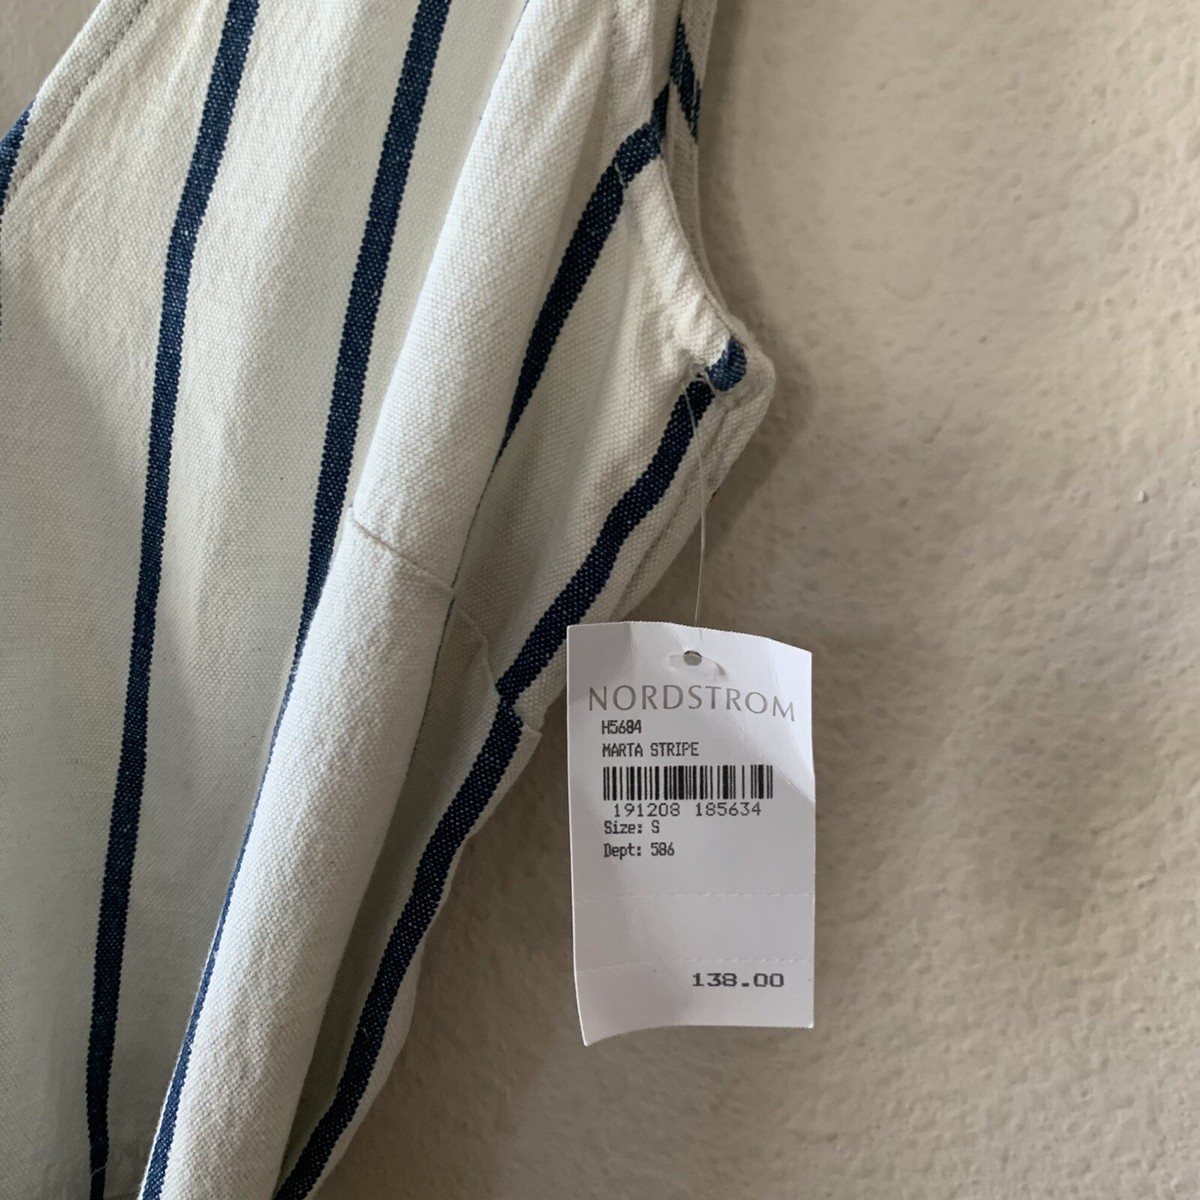 NORDSTROM
H5684
MARTA STRIPE
191208 185634
Size: S
Dept: 586
138.00